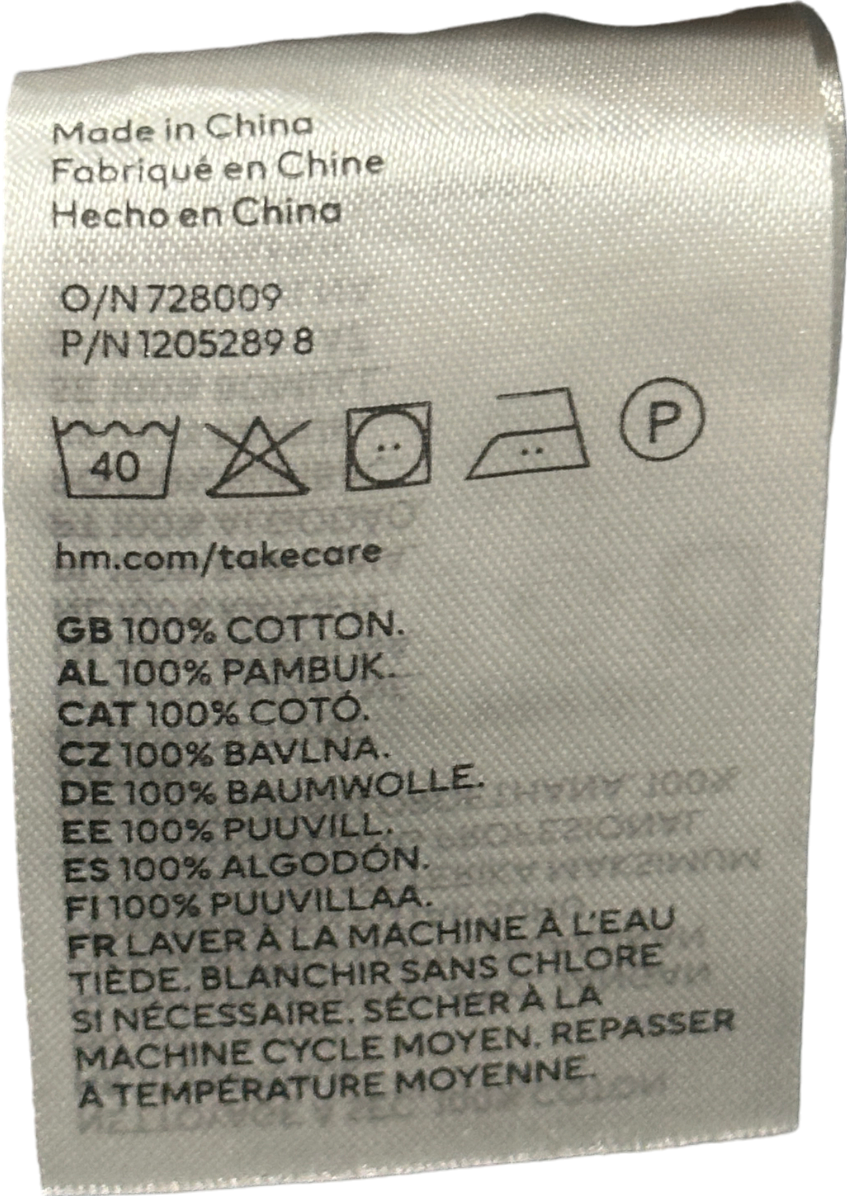 Made in China
Fabriqué en Chine
Hecho en China
O/N 728009
P/N 1205289 8
40 P
hm.com/takecare
GB 100% COTTON.
AL 100% PAMBUK.
CAT 100% COTÓ.
CZ 100% BAVLNA.
DE 100% BAUMWOLLE.
EE 100% PUUVILL.
ES 100% ALGODÓN.
FI 100% PUUVILLAA.
FR LAVER À LA MACHINE À L'EAU
TIÈDE. BLANCHIR SANS CHLORE
SI NÉCESSAIRE. SÉCHER À LA
MACHINE CYCLE MOYEN. REPASSER
À TEMPÉRATURE MOYENNE.